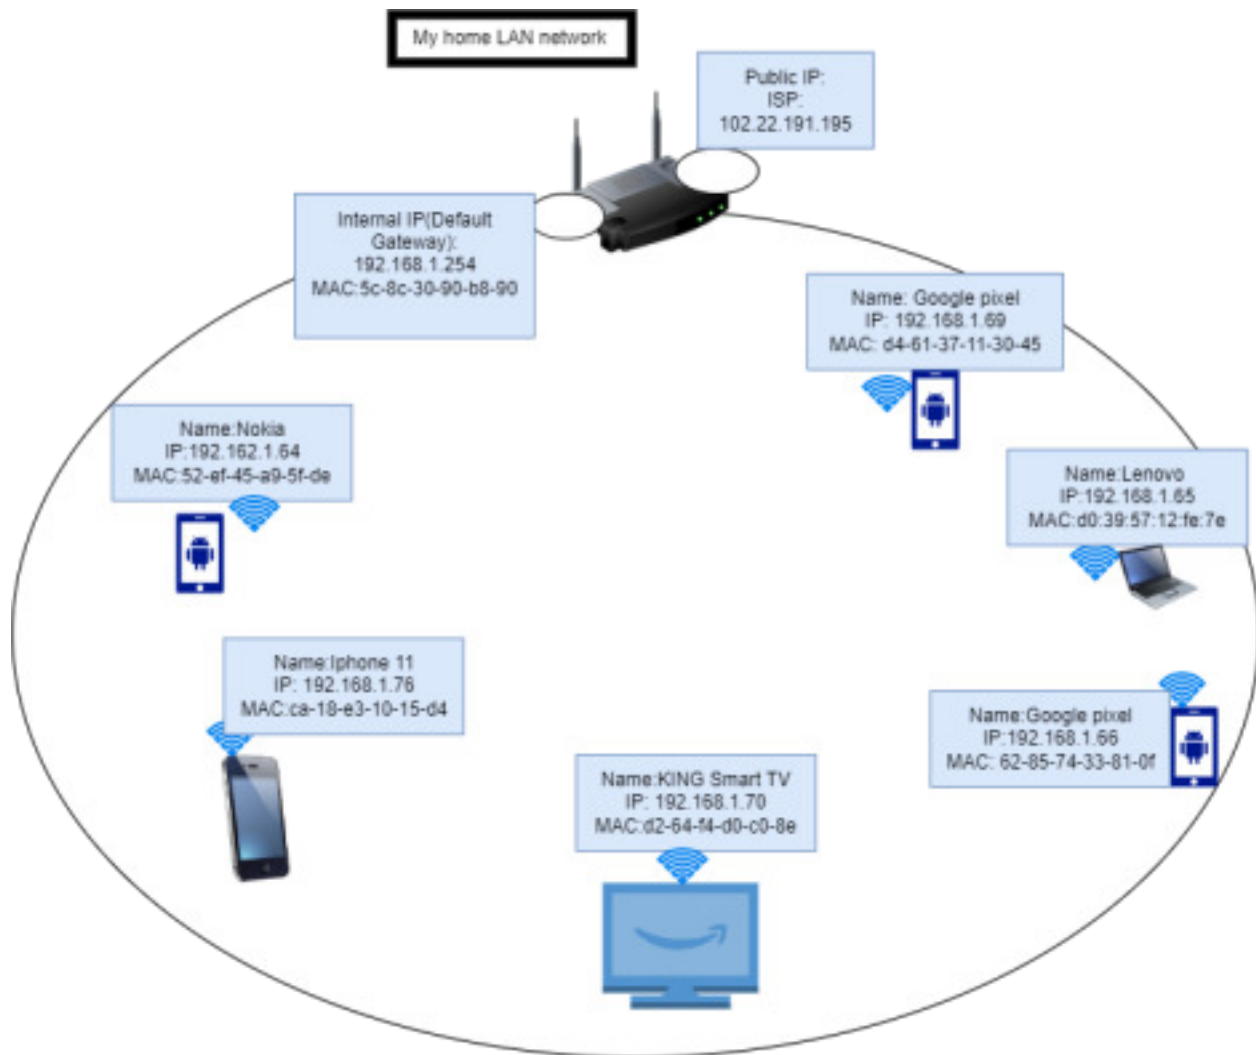 My home LAN network
Public IP:
ISP:
102.22.191.195
Internal IP(Default
Gateway):
192.168.1.254
MAC:5c-8c-30-90-b8-90
Name: Google pixel
IP: 192.168.1.69
MAC: d4-61-37-11-30-45
Name:Nokia
IP:192.162.1.64
MAC:52-ef-45-a9-5f-de
Name:Lenovo
IP:192.168.1.65
MAC:d0:39:57:12:fe:7e
Name:Iphone 11
IP: 192.168.1.76
MAC:ca-18-e3-10-15-d4
Name:Google pixel
IP:192.168.1.66
MAC: 62-85-74-33-81-0f
Name:KING Smart TV
IP: 192.168.1.70
MAC:d2-64-f4-d0-c0-8e